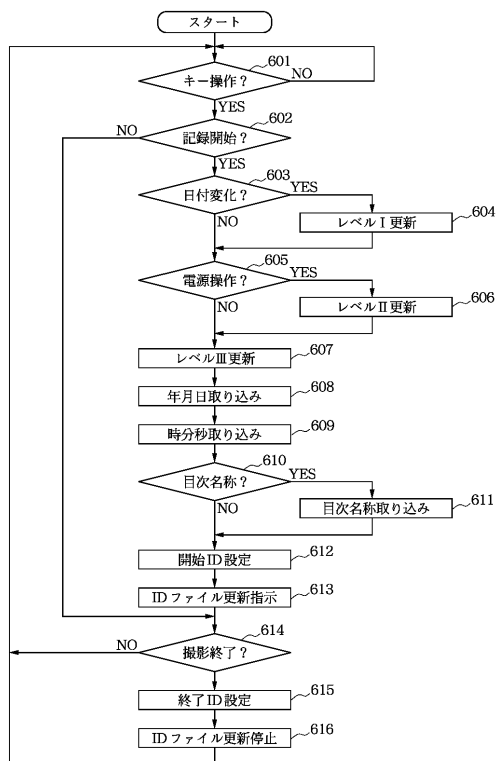 スタート
601
キー操作？
NO
YES
602
NO
記録開始？
YES
603
日付変化？
YES
604
NO
レベルⅠ更新
605
電源操作？
YES
606
NO
レベルⅡ更新
607
レベルⅢ更新
608
年月日取り込み
609
時分秒取り込み
610
目次名称？
YES
611
NO
目次名称取り込み
612
開始ID設定
613
IDファイル更新指示
614
NO
撮影終了？
615
終了ID設定
616
IDファイル更新停止